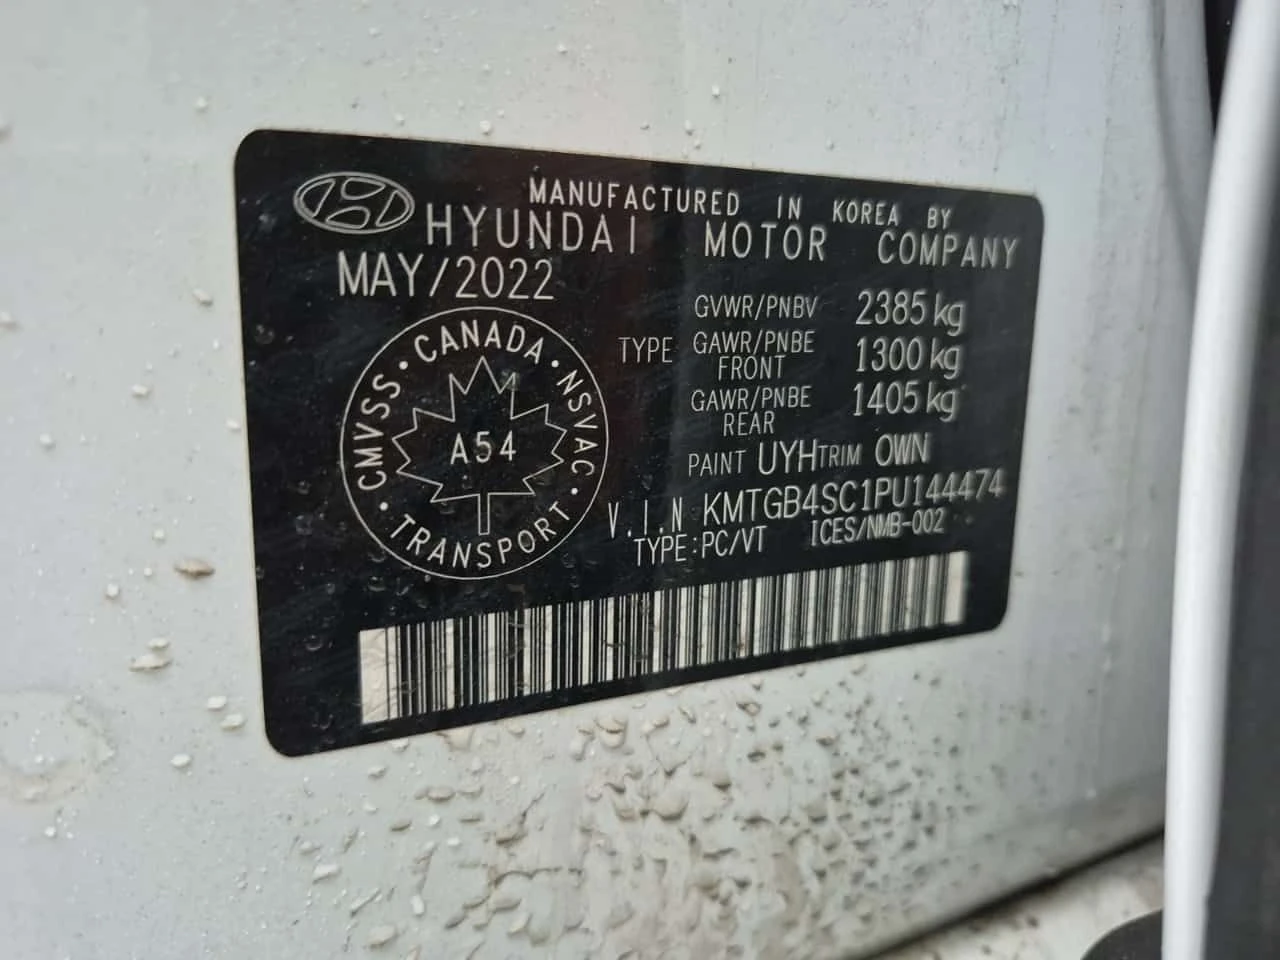 MANUFACTURED IN KOREA BY
HYUNDAI MOTOR COMPANY
MAY/2022
GVWR/PNBV 2385 kg
TYPE GAWR/PNBE FRONT 1300 kg
GAWR/PNBE REAR 1405 kg
PAINT UYH TRIM OWN
V.I.N KMTGB4SC1PU144474
TYPE:PC/VT ICES/NMB-002
CMVSS · CANADA · NSVAC · TRANSPORT ·
A54